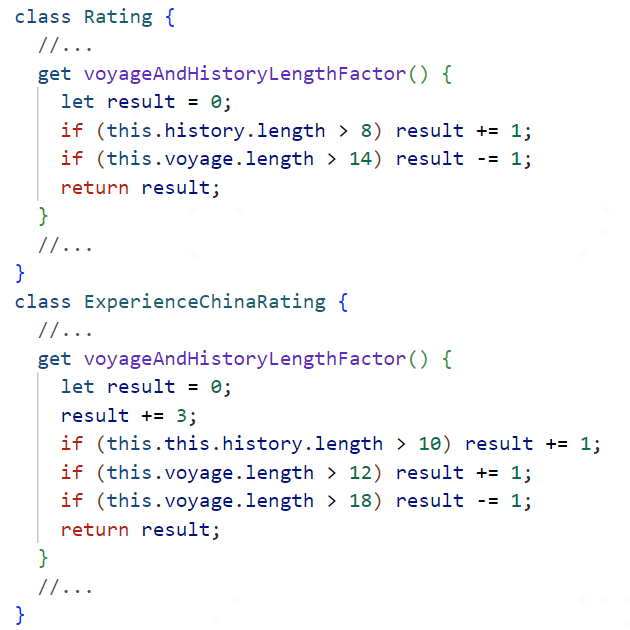 class Rating {
  //...
  get voyageAndHistoryLengthFactor() {
    let result = 0;
    if (this.history.length > 8) result += 1;
    if (this.voyage.length > 14) result -= 1;
    return result;
  }
  //...
}
class ExperienceChinaRating {
  //...
  get voyageAndHistoryLengthFactor() {
    let result = 0;
    result += 3;
    if (this.this.history.length > 10) result += 1;
    if (this.voyage.length > 12) result += 1;
    if (this.voyage.length > 18) result -= 1;
    return result;
  }
  //...
}